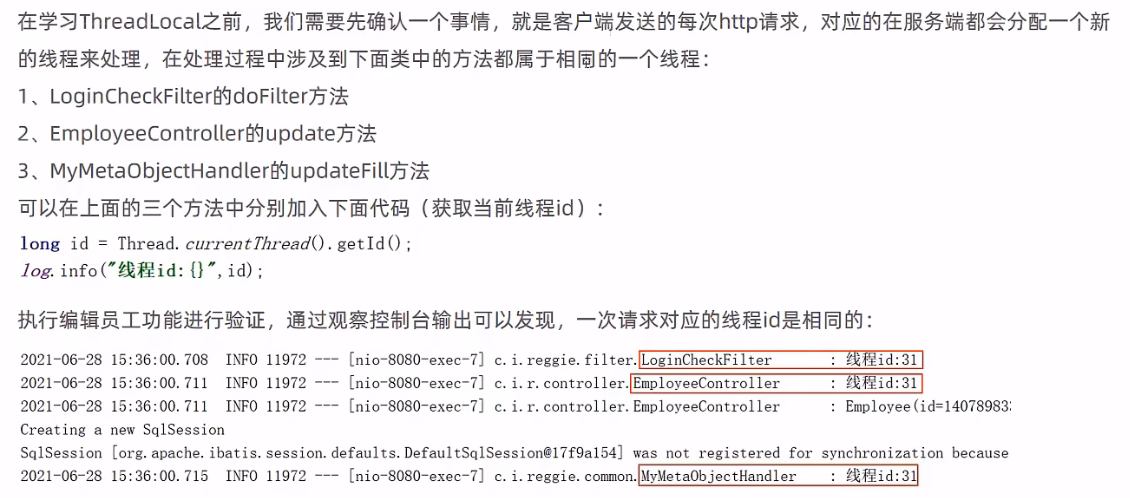 在学习ThreadLocal之前，我们需要先确认一个事情，就是客户端发送的每次http请求，对应的在服务端都会分配一个新
的线程来处理，在处理过程中涉及到下面类中的方法都属于相同的一个线程：
1、LoginCheckFilter的doFilter方法
2、EmployeeController的update方法
3、MyMetaObjectHandler的updateFill方法
可以在上面的三个方法中分别加入下面代码（获取当前线程id）：
long id = Thread.currentThread().getId();
log.info("线程id:{}",id);
执行编辑员工功能进行验证，通过观察控制台输出可以发现，一次请求对应的线程id是相同的：
2021-06-28 15:36:00.708  INFO 11972 --- [nio-8080-exec-7] c.i.reggie.filter.LoginCheckFilter       : 线程id:31
2021-06-28 15:36:00.711  INFO 11972 --- [nio-8080-exec-7] c.i.r.controller.EmployeeController      : 线程id:31
2021-06-28 15:36:00.711  INFO 11972 --- [nio-8080-exec-7] c.i.r.controller.EmployeeController      : Employee(id=14078983
Creating a new SqlSession
SqlSession [org.apache.ibatis.session.defaults.DefaultSqlSession@17f9a154] was not registered for synchronization because
2021-06-28 15:36:00.715  INFO 11972 --- [nio-8080-exec-7] c.i.reggie.common.MyMetaObjectHandler    : 线程id:31